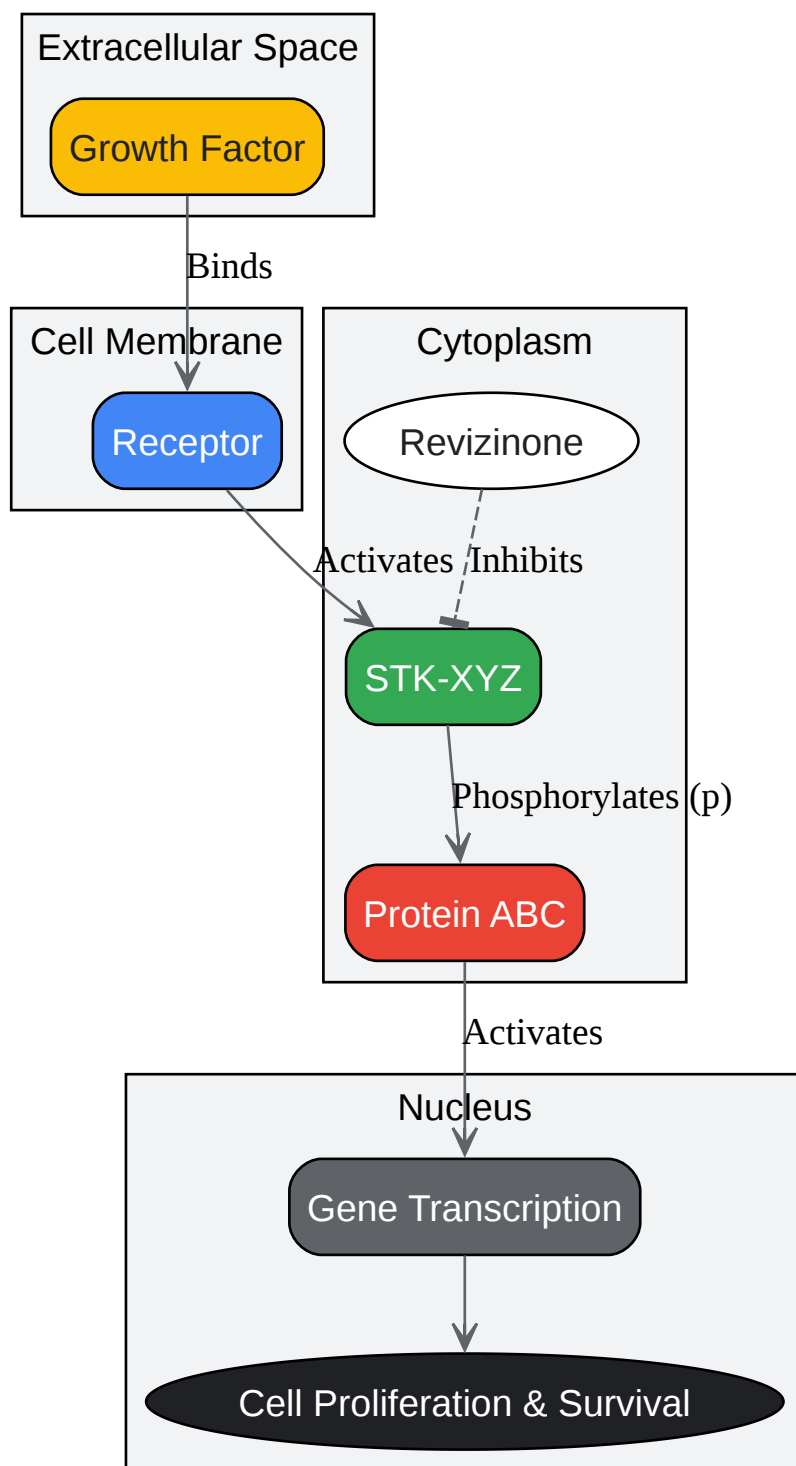 Extracellular Space
Growth Factor
Binds
Cell Membrane
Cytoplasm
Receptor
Revizinone
Activates
Inhibits
STK-XYZ
Phosphorylates (p)
Protein ABC
Activates
Nucleus
Gene Transcription
Cell Proliferation & Survival